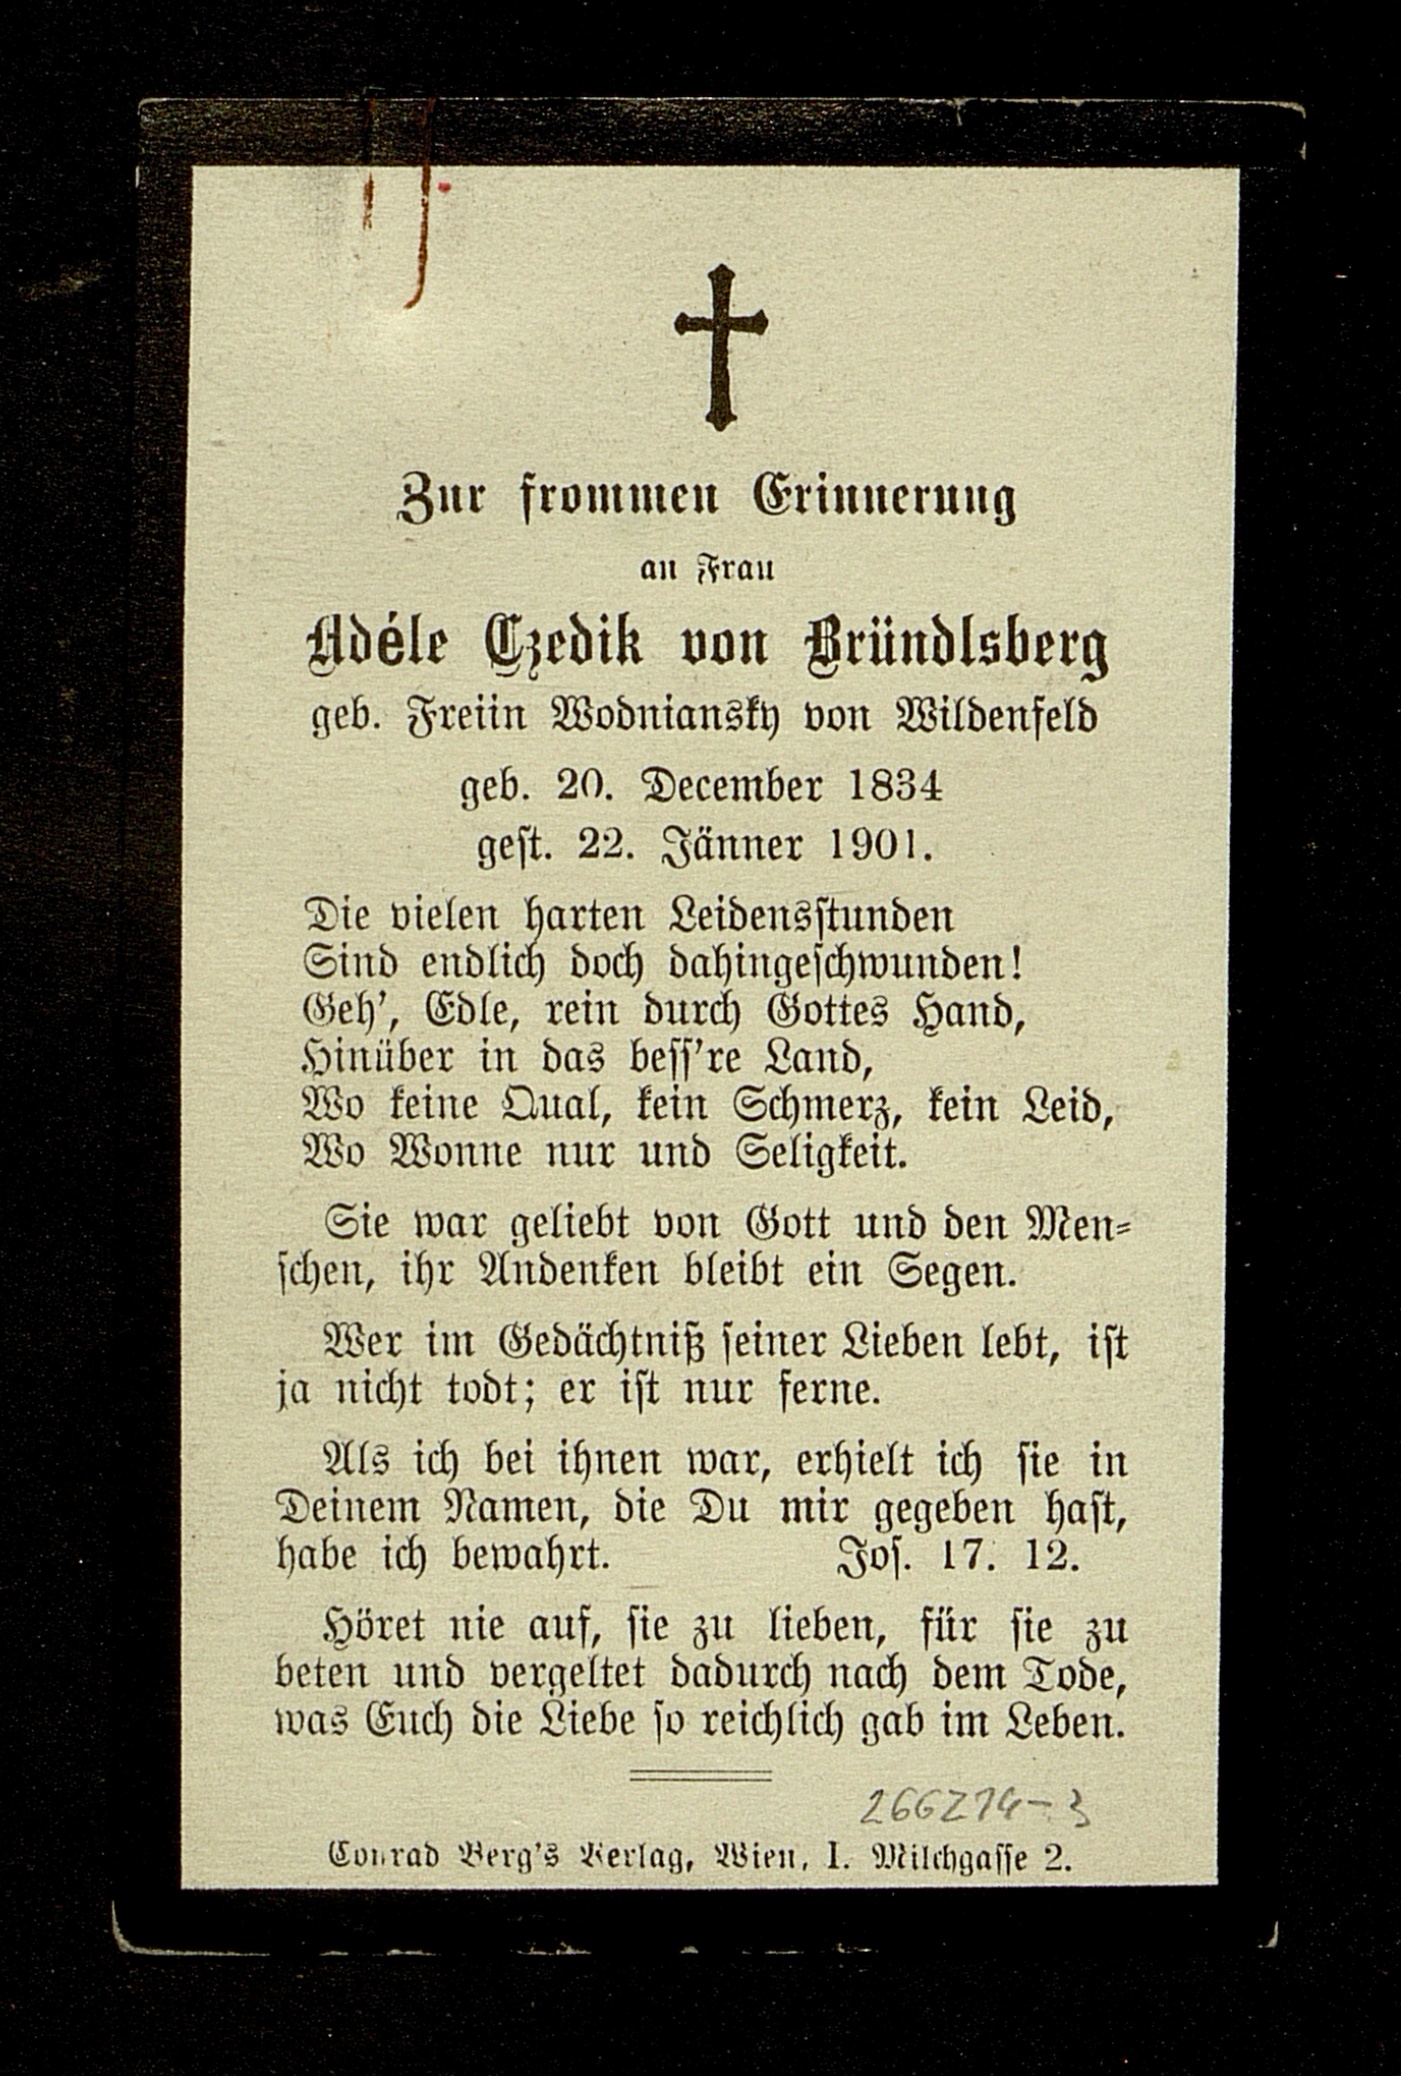 Zur frommen Erinnerung
an Frau
Adéle Czedik von Bründlsberg
geb. Freiin Wodniansky von Wildenfeld
geb. 20. December 1834
gest. 22. Jänner 1901.
Die vielen harten Leidensstunden
Sind endlich doch dahingeschwunden!
Geh', Edle, rein durch Gottes Hand,
Hinüber in das bess're Land,
Wo keine Qual, kein Schmerz, kein Leid,
Wo Wonne nur und Seligkeit.
Sie war geliebt von Gott und den Men-
schen, ihr Andenken bleibt ein Segen.
Wer im Gedächtniß seiner Lieben lebt, ist
ja nicht todt; er ist nur ferne.
Als ich bei ihnen war, erhielt ich sie in
Deinem Namen, die Du mir gegeben hast,
habe ich bewahrt. Jos. 17. 12.
Höret nie auf, sie zu lieben, für sie zu
beten und vergeltet dadurch nach dem Tode,
was Euch die Liebe so reichlich gab im Leben.
266214-3
Conrad Berg's Verlag, Wien, I. Milchgasse 2.